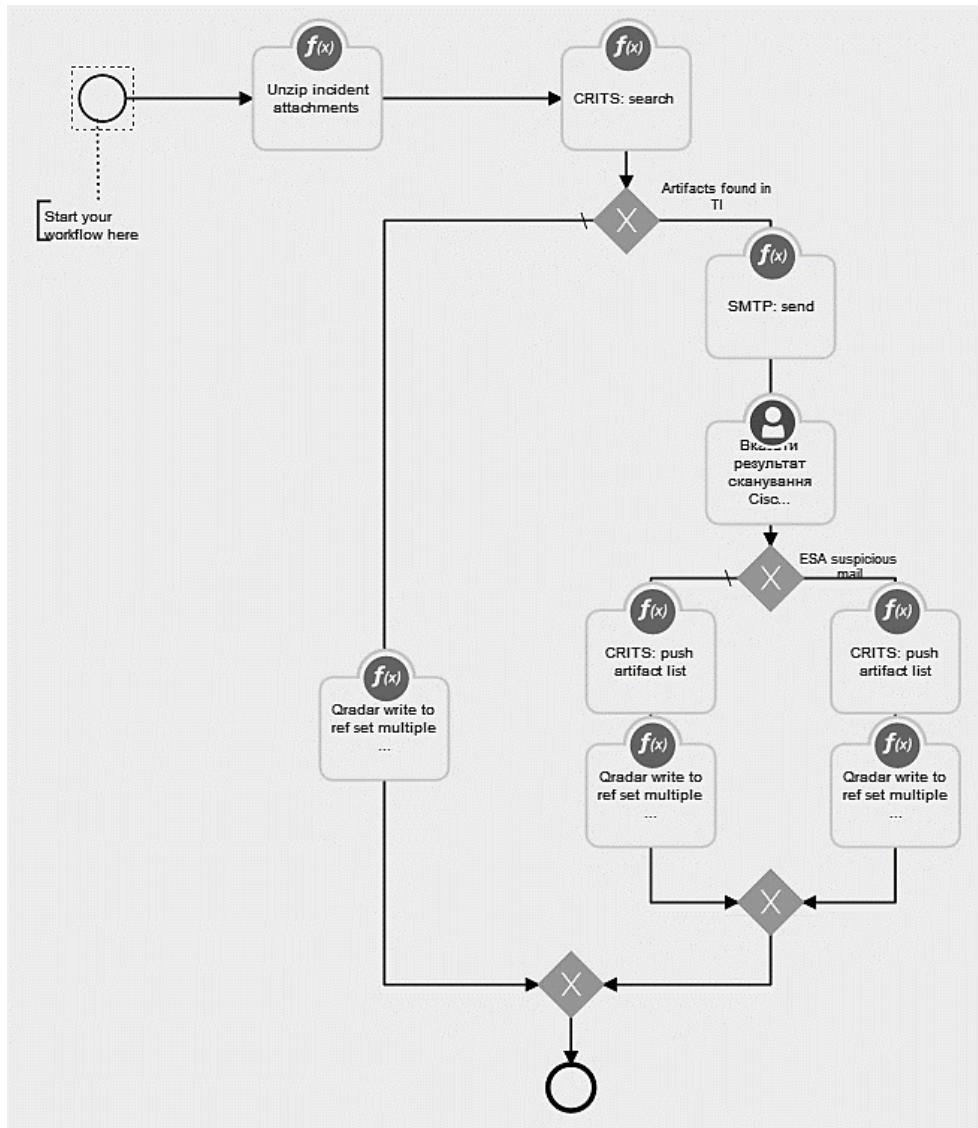 f(x)
Unzip incident
attachments
f(x)
CRITS: search
Start your
workflow here
X
Artifacts found in
TI
f(x)
SMTP: send
Вказати
результат
сканування
Cisc...
X
ESA suspicious
mail
f(x)
CRITS: push
artifact list
f(x)
CRITS: push
artifact list
f(x)
Qradar write to
ref set multiple
...
f(x)
Qradar write to
ref set multiple
...
f(x)
Qradar write to
ref set multiple
...
X
X